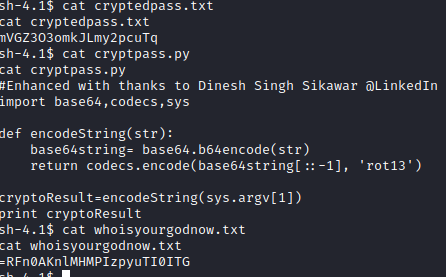 sh-4.1$ cat cryptedpass.txt
cat cryptedpass.txt
mVGZ3O3omkJLmy2pcuTq
sh-4.1$ cat cryptpass.py
cat cryptpass.py
#Enhanced with thanks to Dinesh Singh Sikawar @LinkedIn
import base64,codecs,sys

def encodeString(str):
    base64string= base64.b64encode(str)
    return codecs.encode(base64string[::-1], 'rot13')

cryptoResult=encodeString(sys.argv[1])
print cryptoResult
sh-4.1$ cat whoisyourgodnow.txt
cat whoisyourgodnow.txt
=RFn0AKnlMHMPIzpyuTI0ITG
sh-4.1$